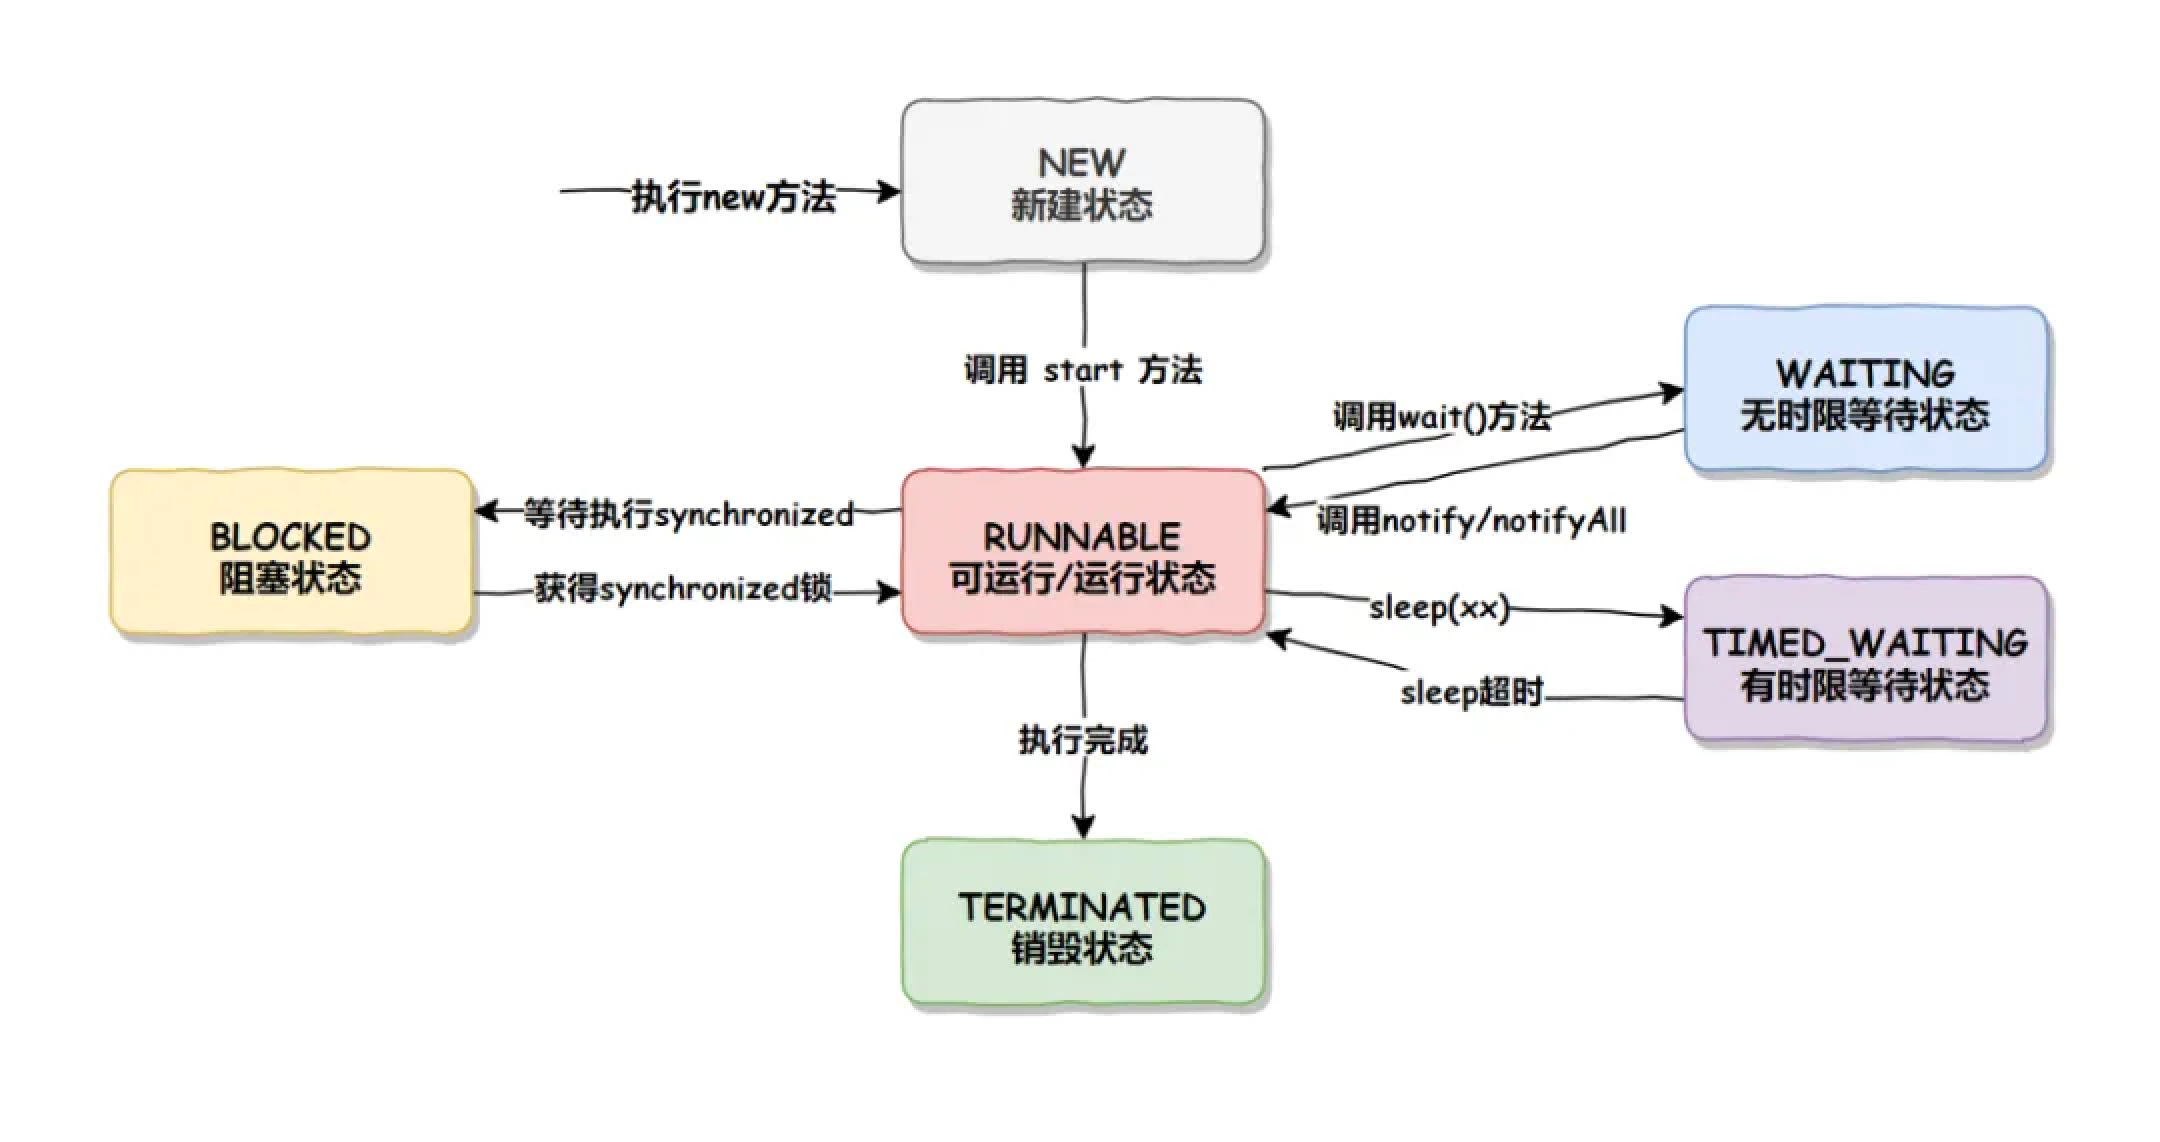 NEW
新建状态
执行new方法
调用 start 方法
WAITING
无时限等待状态
调用wait()方法
调用notify/notifyAll
BLOCKED
阻塞状态
等待执行synchronized
获得synchronized锁
RUNNABLE
可运行/运行状态
sleep(xx)
sleep超时
TIMED_WAITING
有时限等待状态
执行完成
TERMINATED
销毁状态